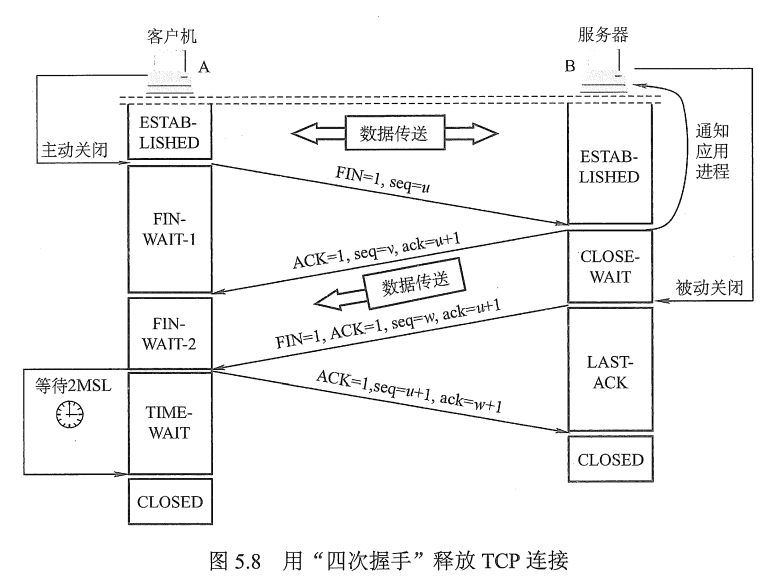 客户机
服务器
A
B
ESTAB-
LISHED
数据传送
通知
应用
进程
主动关闭
ESTAB-
LISHED
FIN=1, seq=u
FIN-
WAIT-1
ACK=1, seq=v, ack=u+1
CLOSE-
WAIT
数据传送
被动关闭
FIN-
WAIT-2
FIN=1, ACK=1, seq=w, ack=u+1
LAST-
ACK
等待2MSL
ACK=1,seq=u+1, ack=w+1
TIME-
WAIT
CLOSED
CLOSED
图 5.8 用“四次握手”释放 TCP 连接